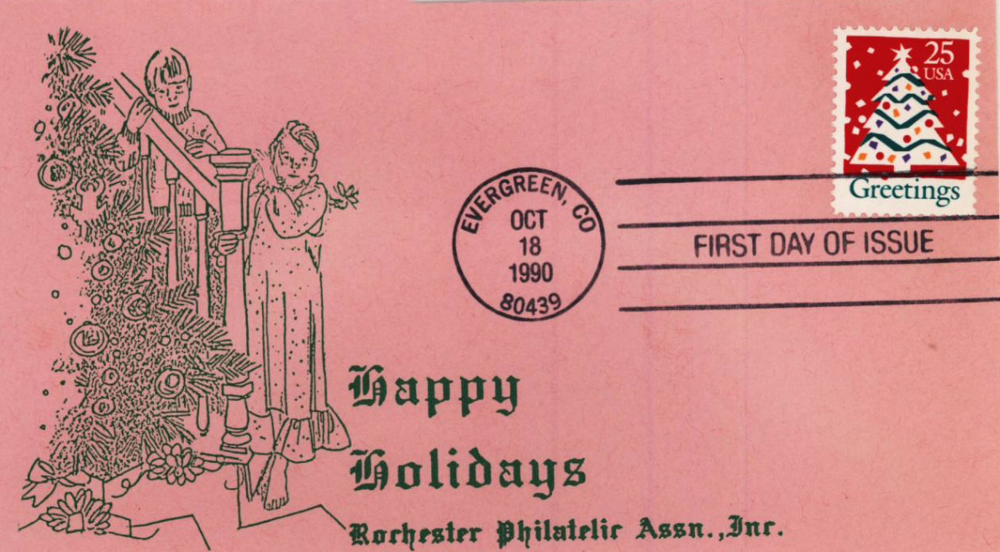 25
USA
Greetings
EVERGREEN, CO
OCT
18
1990
80439
FIRST DAY OF ISSUE
Happy
Holidays
Rochester Philatelic Assn.,Inc.